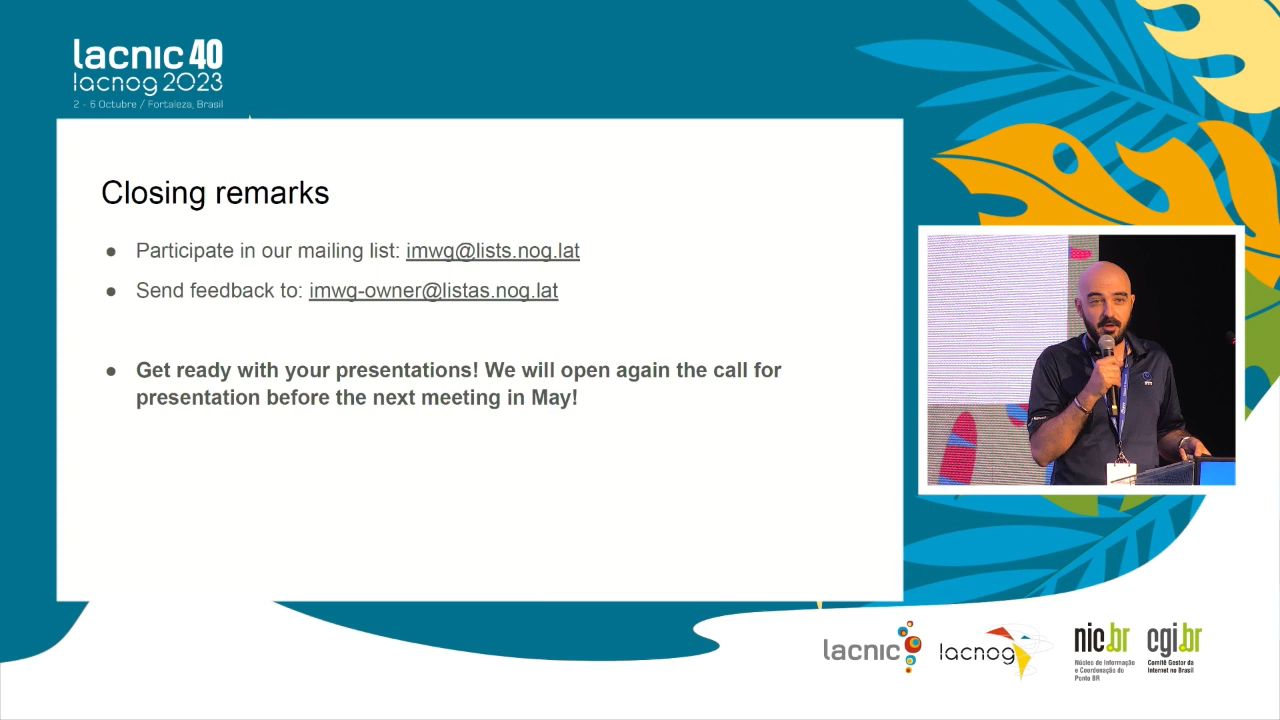 lacnic 40
lacnog 2023
2 - 6 Octubre / Fortaleza, Brasil
Closing remarks
● Participate in our mailing list: imwg@lists.nog.lat
● Send feedback to: imwg-owner@listas.nog.lat
● Get ready with your presentations! We will open again the call for
presentation before the next meeting in May!
lacnic
lacnog
nic.br
Núcleo de Informação
e Coordenação do
Ponto BR
cgi.br
Comitê Gestor da
Internet no Brasil